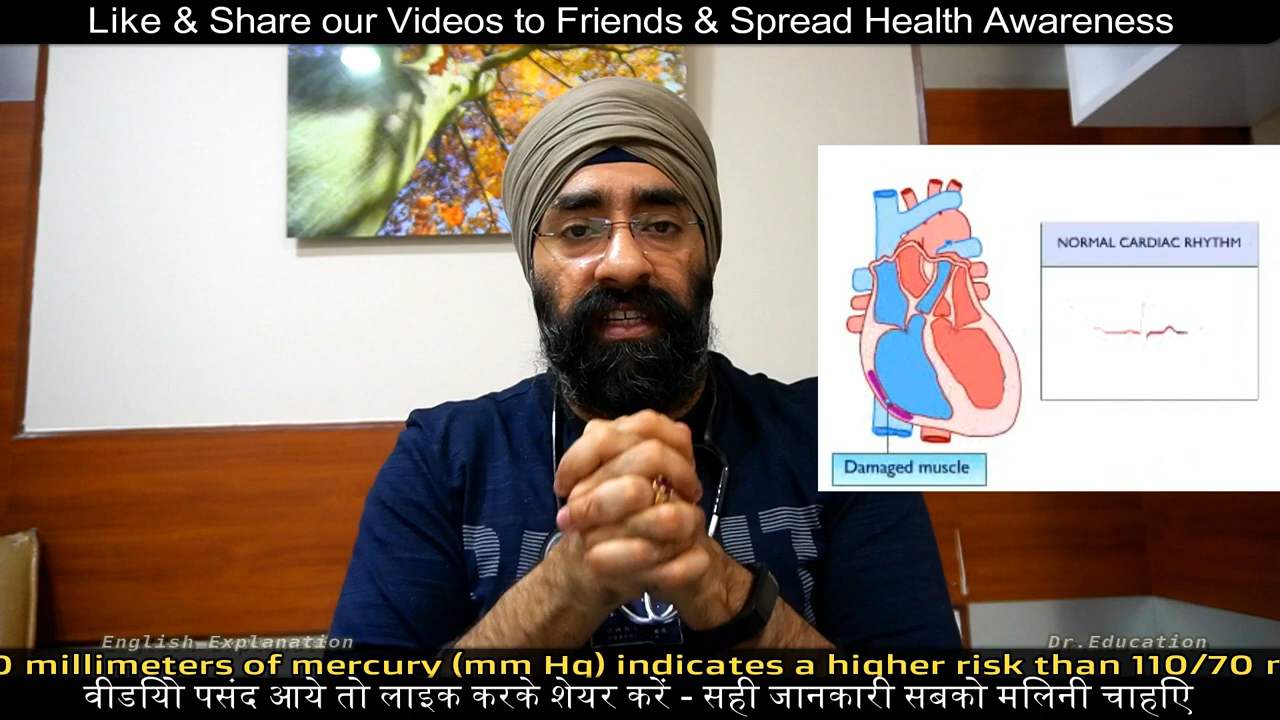 Like & Share our Videos to Friends & Spread Health Awareness
NORMAL CARDIAC RHYTHM
Damaged muscle
English Explanation
Dr.Education
0 millimeters of mercury (mm Hg) indicates a higher risk than 110/70
वीडियो पसंद आये तो लाइक करके शेयर करें - सही जानकारी सबको मिलनी चाहिए